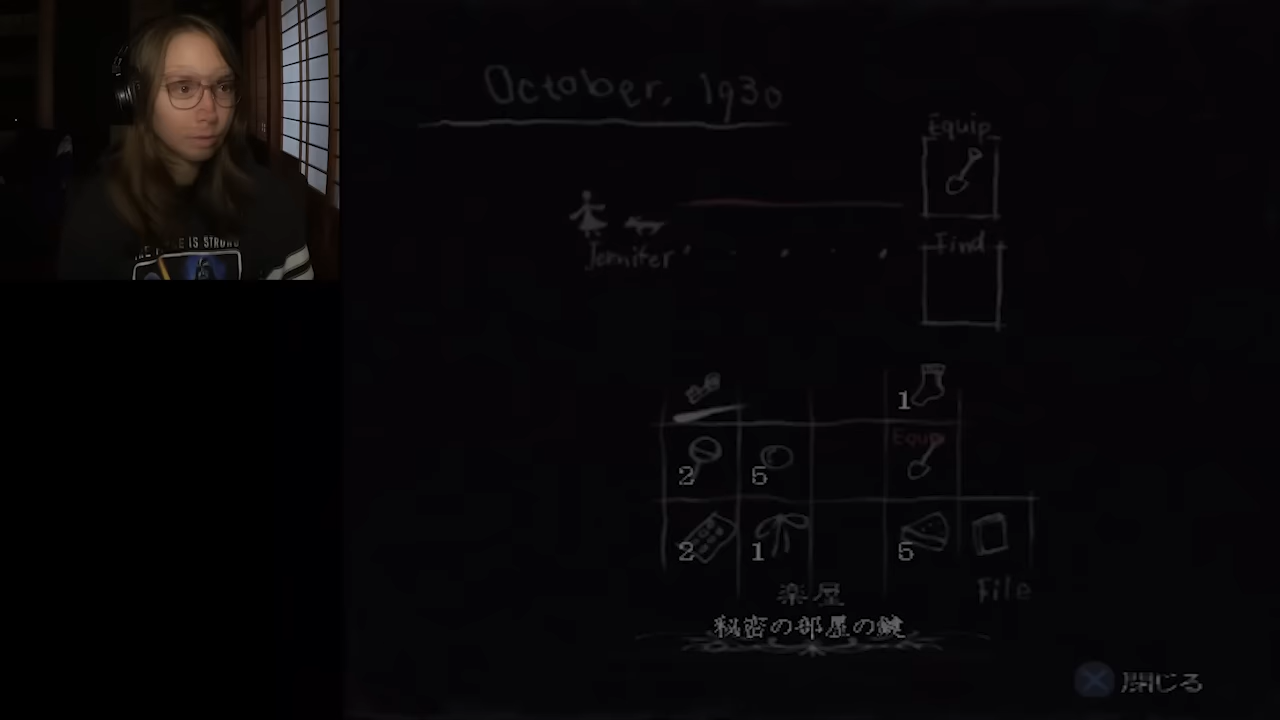 October, 1930
Equip
Jennifer
Find
1
Equip
2 5
2 1 5
楽屋
File
秘密の部屋の鍵
閉じる